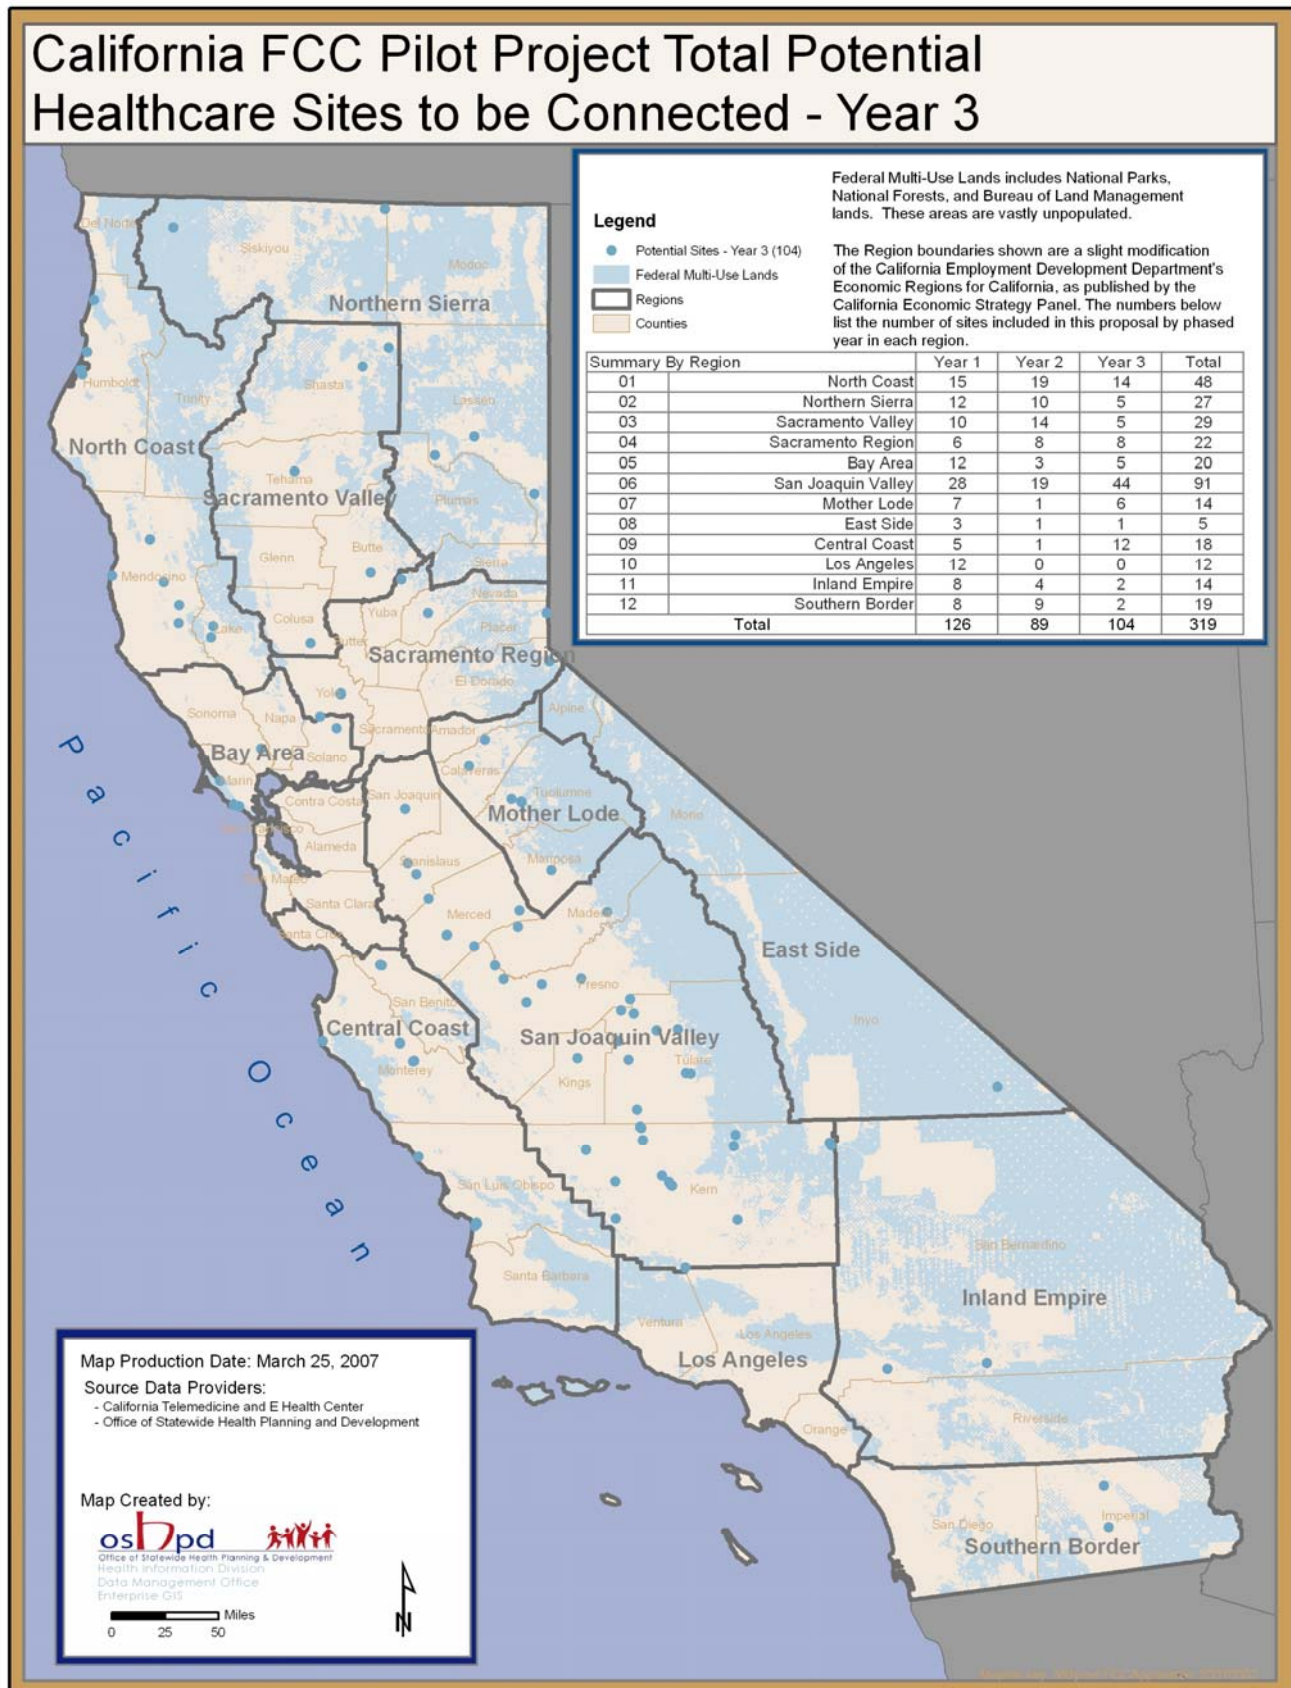 California FCC Pilot Project Total Potential
Healthcare Sites to be Connected - Year 3
Federal Multi-Use Lands includes National Parks,
National Forests, and Bureau of Land Management
lands. These areas are vastly unpopulated.
Legend
Potential Sites - Year 3 (104)
Federal Multi-Use Lands
Regions
Counties
The Region boundaries shown are a slight modification
of the California Employment Development Department's
Economic Regions for California, as published by the
California Economic Strategy Panel. The numbers below
list the number of sites included in this proposal by phased
year in each region.
Summary By Region Year 1 Year 2 Year 3 Total
01 North Coast 15 19 14 48
02 Northern Sierra 12 10 5 27
03 Sacramento Valley 10 14 5 29
04 Sacramento Region 6 8 8 22
05 Bay Area 12 3 5 20
06 San Joaquin Valley 28 19 44 91
07 Mother Lode 7 1 6 14
08 East Side 3 1 1 5
09 Central Coast 5 1 12 18
10 Los Angeles 12 0 0 12
11 Inland Empire 8 4 2 14
12 Southern Border 8 9 2 19
Total 126 89 104 319
Del Norte
Siskiyou
Modoc
Northern Sierra
Humboldt
Trinity
Shasta
Lassen
North Coast
Tehama
Sacramento Valley
Plumas
Glenn
Butte
Mendocino
Sierra
Nevada
Colusa
Yuba
Placer
Lake
Sutter
Sacramento Region
El Dorado
Yolo
Sonoma
Napa
Alpine
Sacramento
Amador
Bay Area
Solano
Marin
Calaveras
Contra Costa
San Joaquin
Tuolumne
Mother Lode
Mono
Alameda
Stanislaus
Mariposa
San Mateo
Santa Clara
Merced
Madera
Santa Cruz
East Side
Fresno
San Benito
Central Coast
San Joaquin Valley
Inyo
Monterey
Tulare
Kings
San Luis Obispo
Kern
San Bernardino
Santa Barbara
Inland Empire
Ventura
Los Angeles
Los Angeles
Riverside
Orange
San Diego
Imperial
Southern Border
Pacific Ocean
Map Production Date: March 25, 2007
Source Data Providers:
- California Telemedicine and E Health Center
- Office of Statewide Health Planning and Development
Map Created by:
oshpd
Office of Statewide Health Planning & Development
Health Information Division
Data Management Office
Enterprise GIS
Miles
0 25 50
N